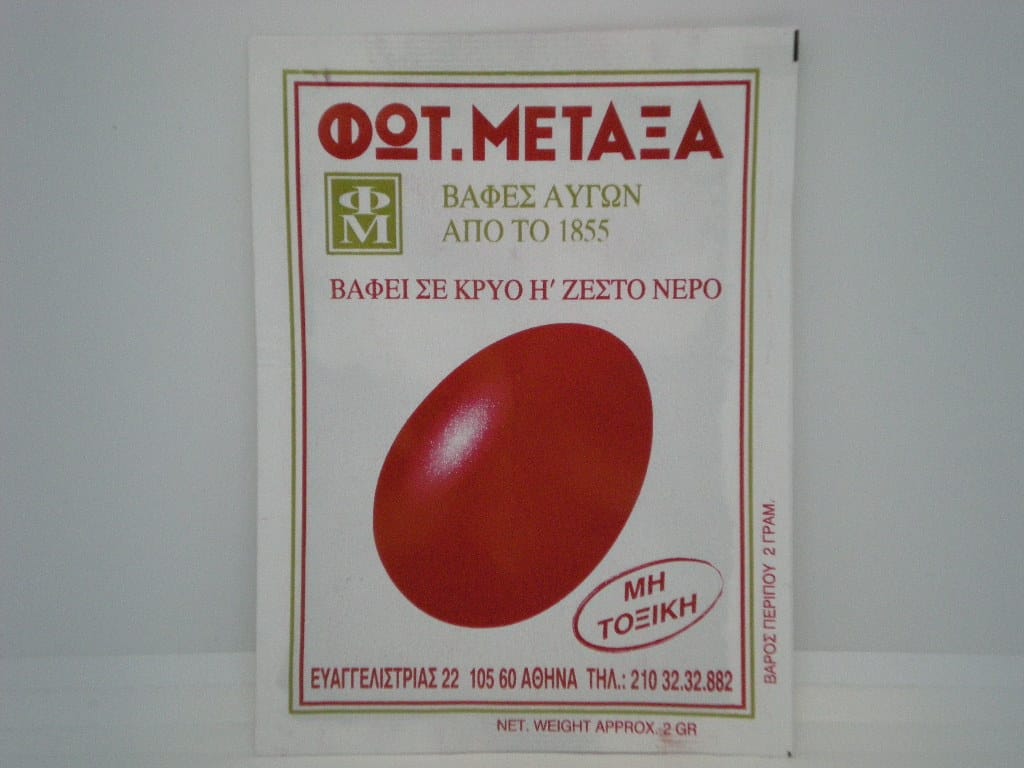 ΦΩΤ. ΜΕΤΑΞΑ
ΦΜ
ΒΑΦΕΣ ΑΥΓΩΝ
ΑΠΟ ΤΟ 1855
ΒΑΦΕΙ ΣΕ ΚΡΥΟ Η' ΖΕΣΤΟ ΝΕΡΟ
ΜΗ
ΤΟΞΙΚΗ
ΕΥΑΓΓΕΛΙΣΤΡΙΑΣ 22 105 60 ΑΘΗΝΑ ΤΗΛ.: 210 32.32.882
ΒΑΡΟΣ ΠΕΡΙΠΟΥ 2 ΓΡΑΜ.
NET. WEIGHT APPROX. 2 GR